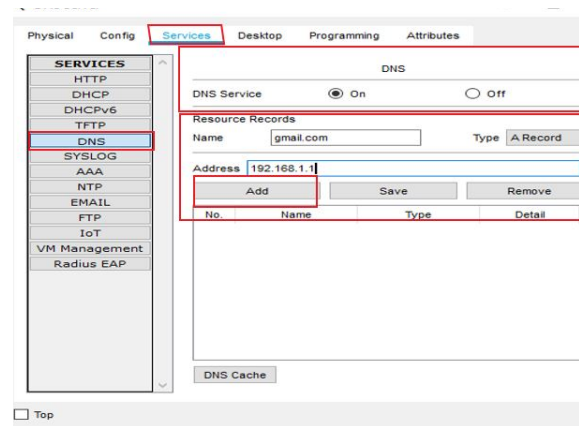 Physical Config Services Desktop Programming Attributes
SERVICES
HTTP
DHCP
DHCPv6
TFTP
DNS
SYSLOG
AAA
NTP
EMAIL
FTP
IoT
VM Management
Radius EAP
DNS
DNS Service On Off
Resource Records
Name gmail.com Type A Record
Address 192.168.1.1
Add Save Remove
No. Name Type Detail
DNS Cache
Top